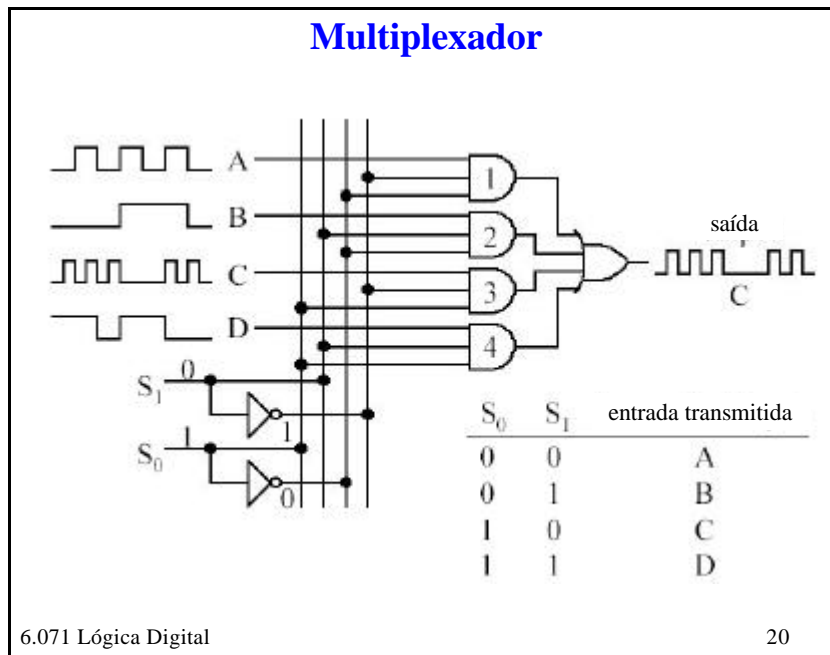 Multiplexador
A
B
C
D
1
2
3
4
saída
C
S₁ 0
1
S₀ 1
0
S₀ S₁ entrada transmitida
0 0 A
0 1 B
1 0 C
1 1 D
6.071 Lógica Digital 20